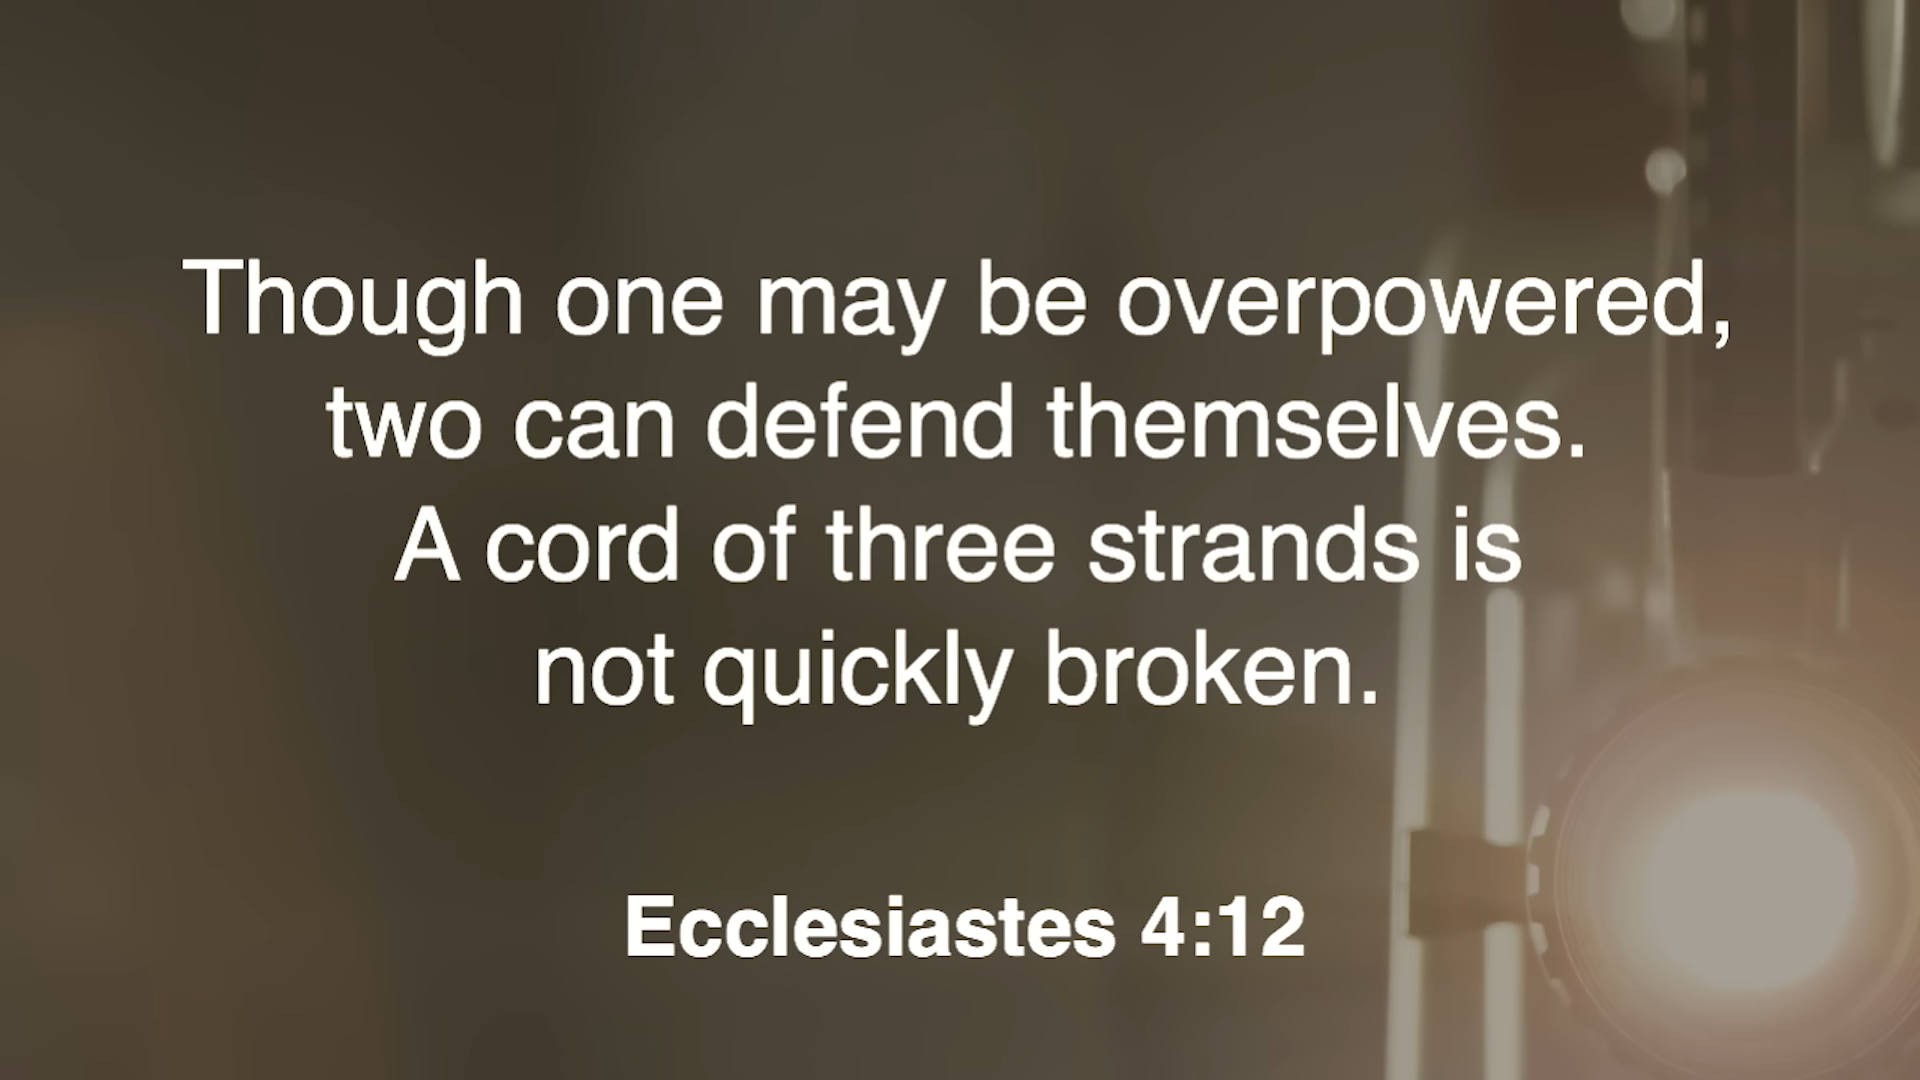 Though one may be overpowered,
two can defend themselves.
A cord of three strands is
not quickly broken.
Ecclesiastes 4:12